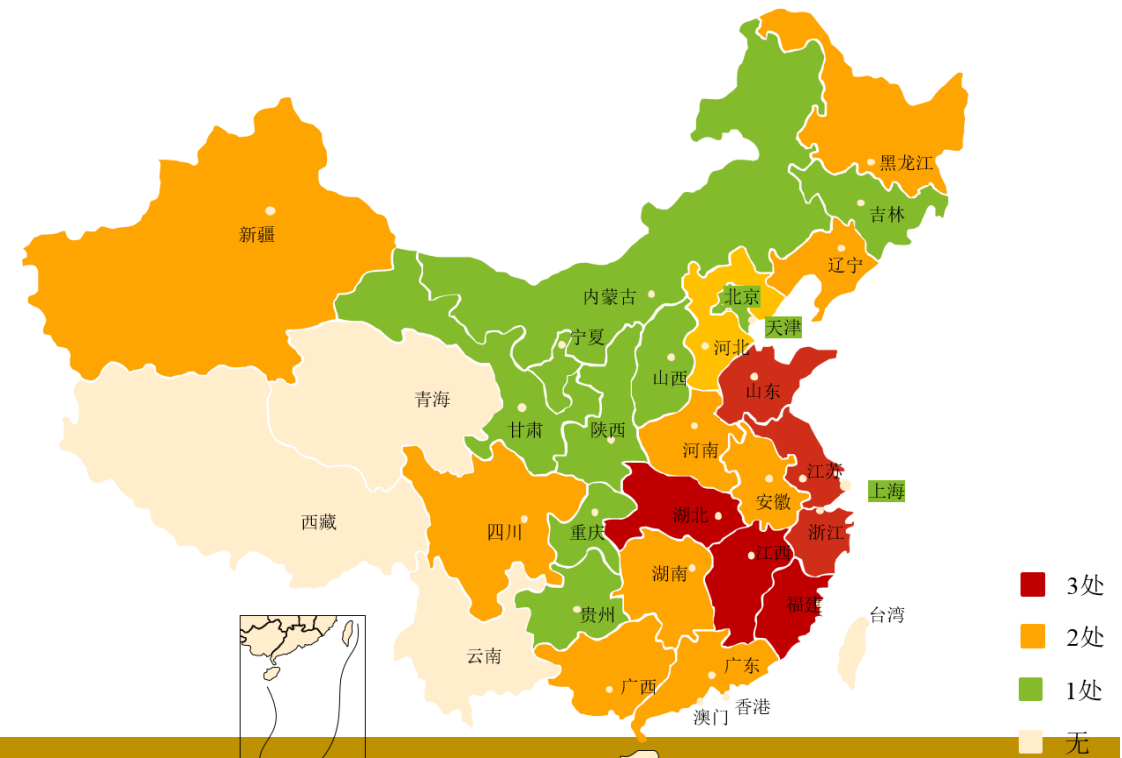 黑龙江
吉林
新疆
辽宁
内蒙古
北京
天津
宁夏
河北
山西
山东
青海
甘肃
陕西
河南
江苏
上海
安徽
西藏
四川
重庆
湖北
浙江
江西
湖南
福建
贵州
台湾
云南
广东
广西
香港
澳门
3处
2处
1处
无